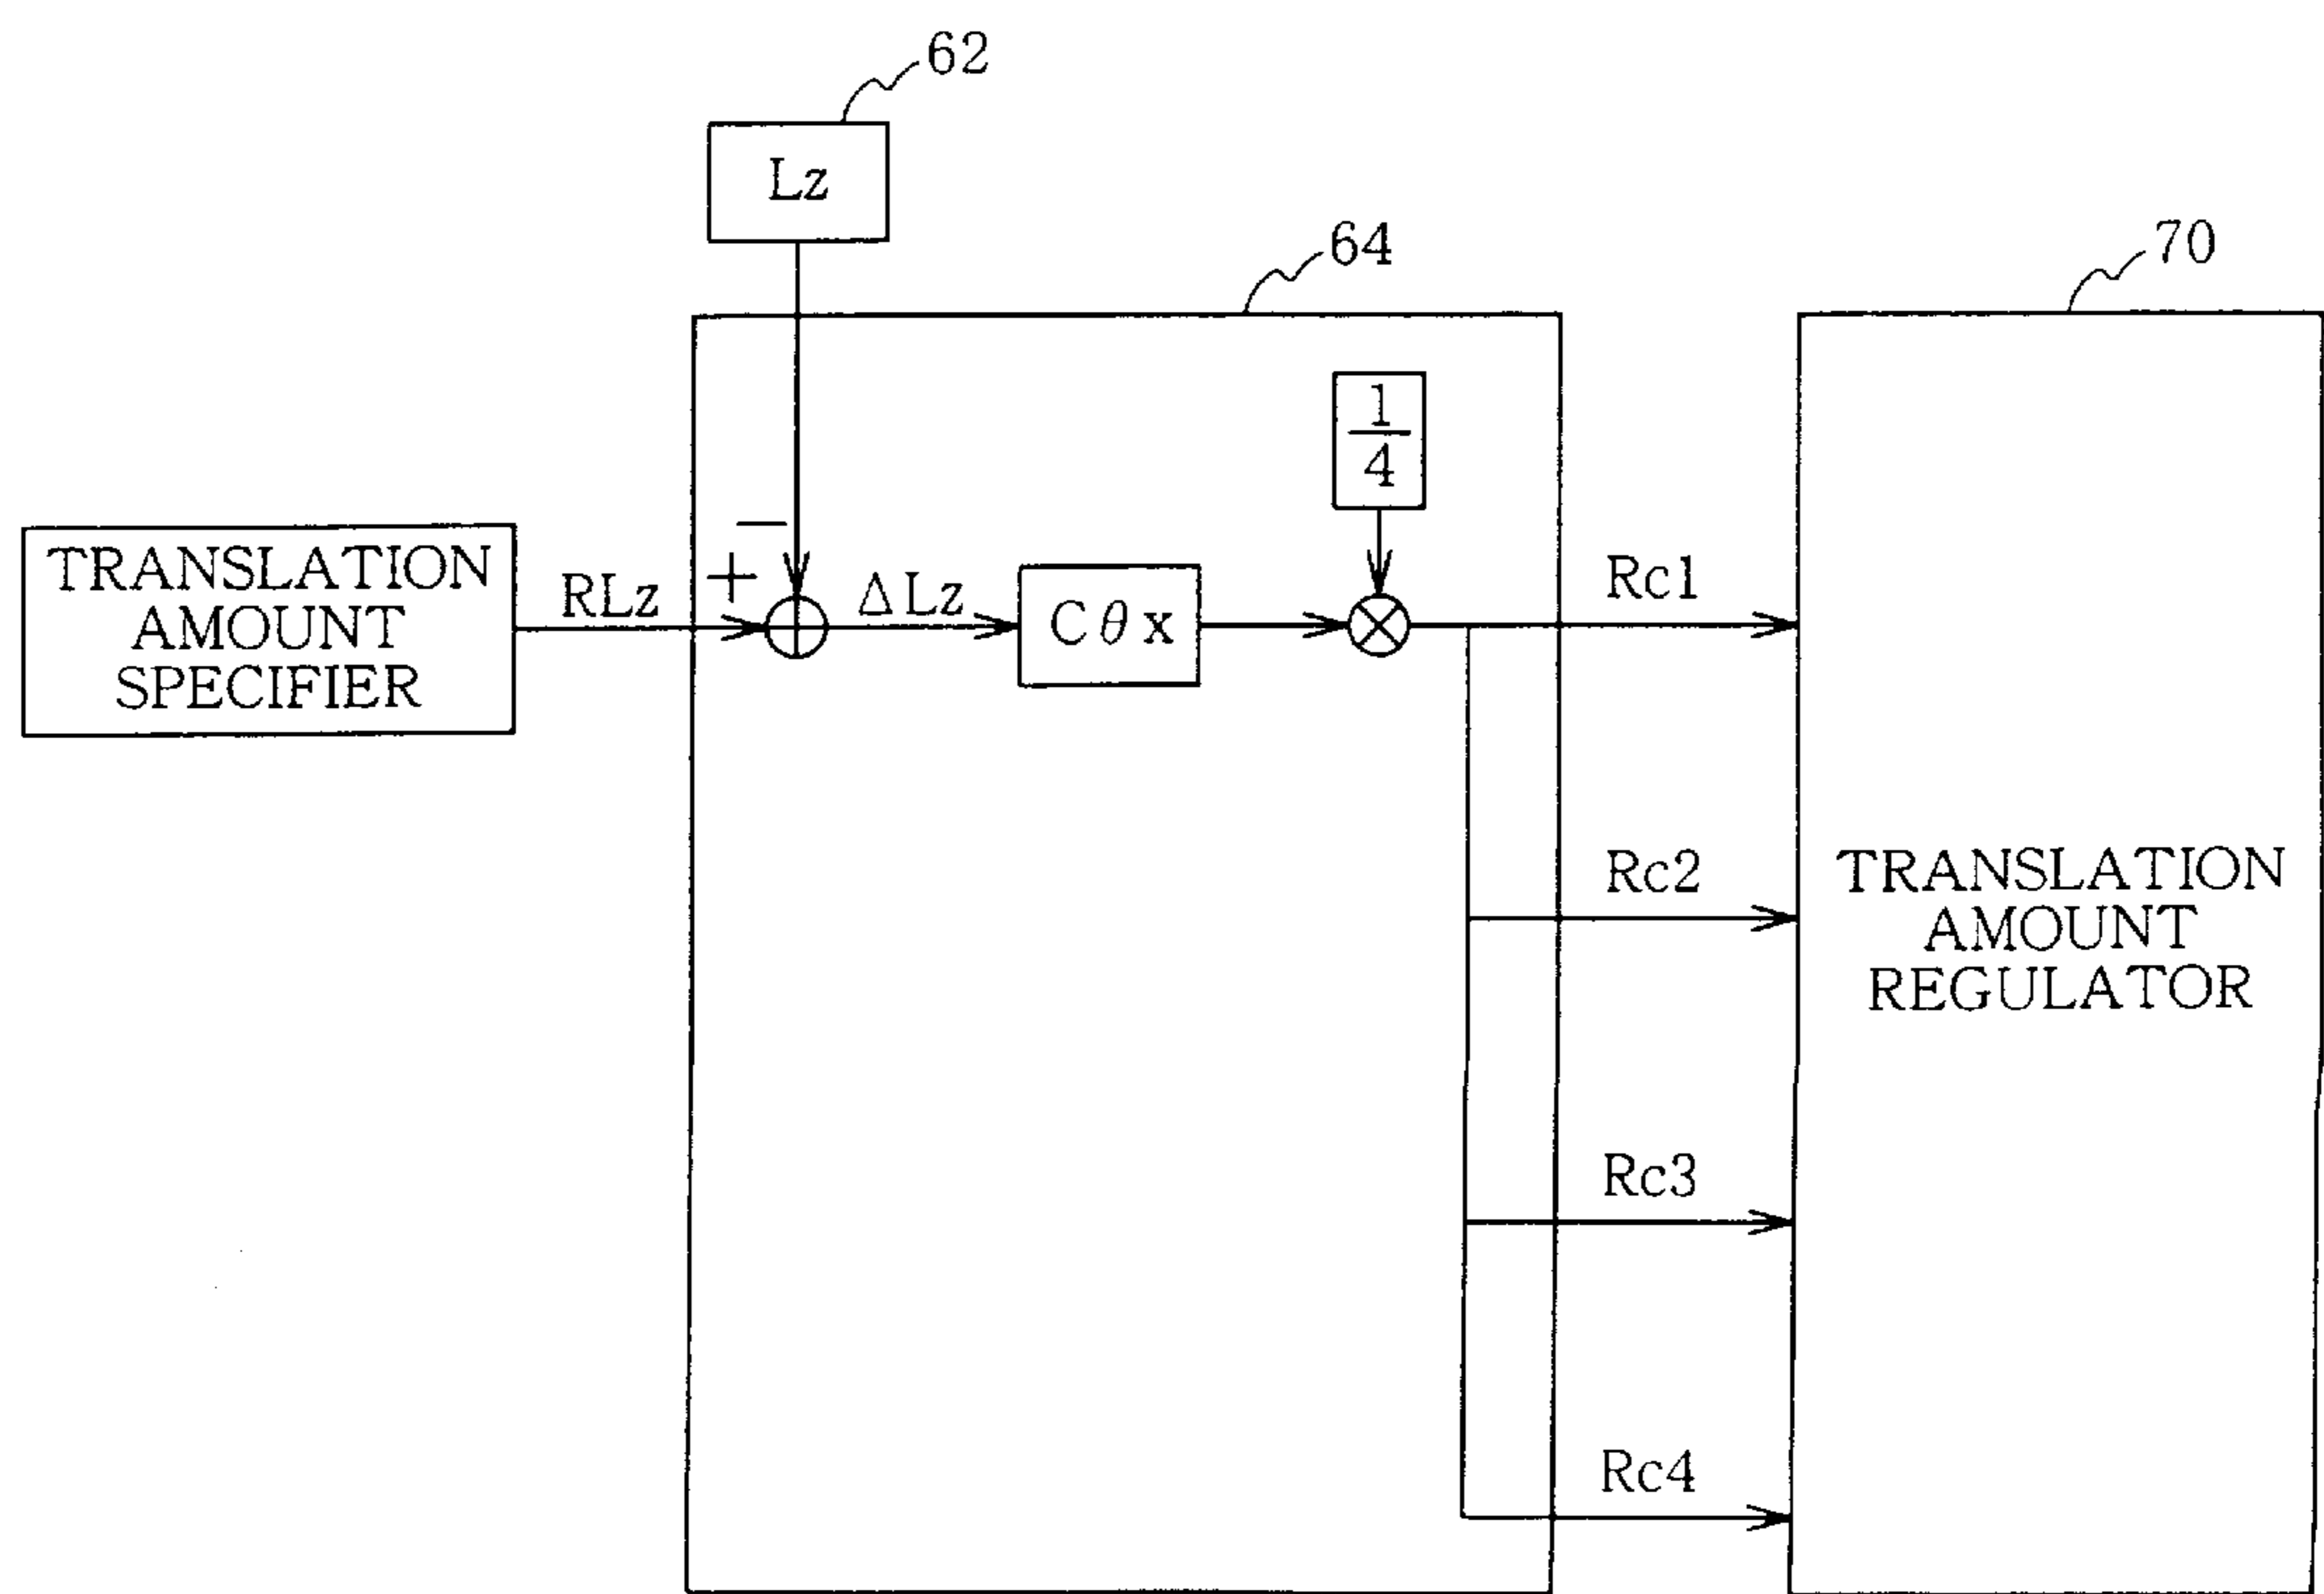 62
Lz
64
70
1
4
TRANSLATION
AMOUNT
SPECIFIER
RLz
+
−
ΔLz
Cθx
Rc1
Rc2
Rc3
Rc4
TRANSLATION
AMOUNT
REGULATOR